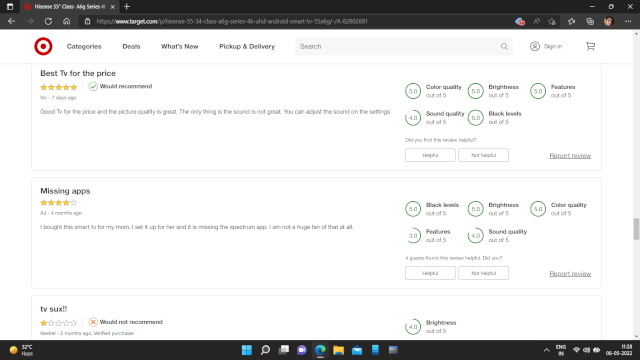 Hisense 55" Class- A6g Series 4k
https://www.target.com/p/hisense-55-34-class-a6g-series-4k-uhd-android-smart-tv-55a6g/-/A-82802681
Categories Deals What's New Pickup & Delivery Search Sign in
Best Tv for the price
Would recommend
Vic - 7 days ago
Good Tv for the price and the picture quality is great. The only thing is the sound is not great. You can adjust the sound on the settings
5.0 Color quality out of 5
5.0 Brightness out of 5
5.0 Features out of 5
4.0 Sound quality out of 5
5.0 Black levels out of 5
Did you find this review helpful?
Helpful Not helpful Report review
Missing apps
AJ - 4 months ago
I bought this smart tv for my mom. I set it up for her and it is missing the spectrum app. I am not a huge fan of that at all.
5.0 Black levels out of 5
5.0 Brightness out of 5
5.0 Color quality out of 5
3.0 Features out of 5
4.0 Sound quality out of 5
4 guests found this review helpful. Did you?
Helpful Not helpful Report review
tv sux!!
Would not recommend
Kestrel - 5 months ago, Verified purchaser
4.0 Brightness out of 5
32°C
Haze
ENG
IN
11:28
06-05-2022